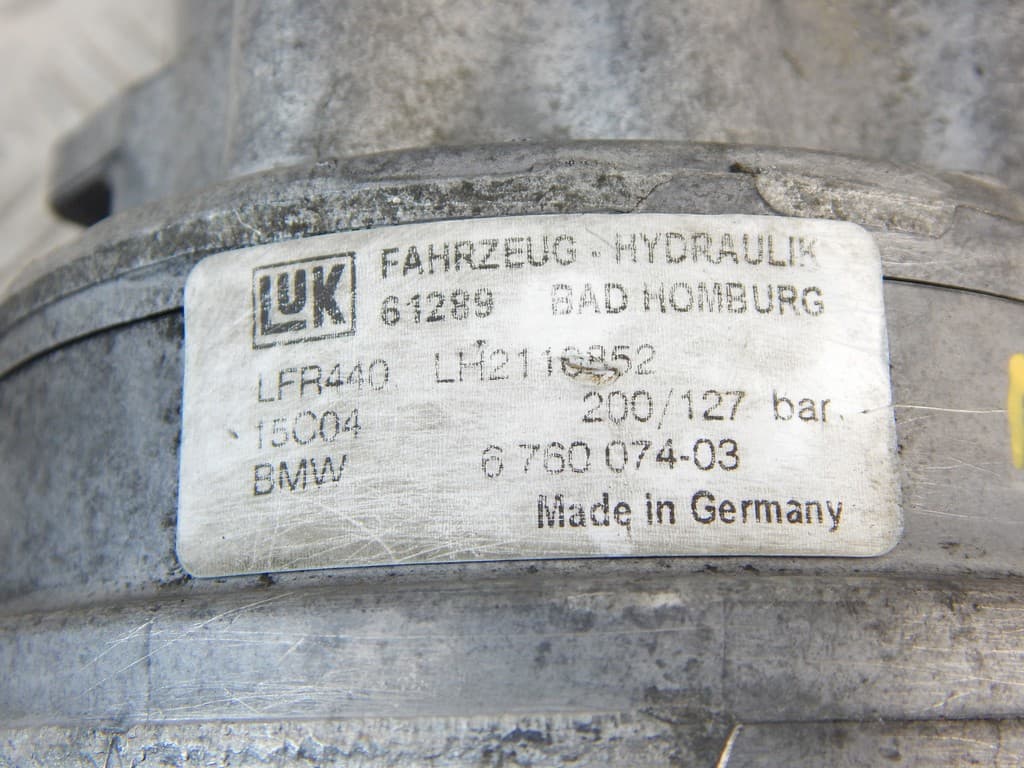 LuK FAHRZEUG - HYDRAULIK
61289 BAD HOMBURG
LFR440
200/127 bar
15C04
BMW 6 760 074-03
Made in Germany